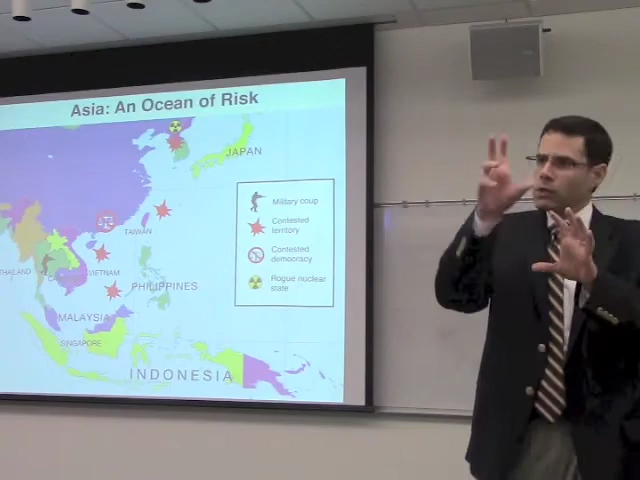 Asia: An Ocean of Risk
JAPAN
Military coup
Contested
territory
TAIWAN
Contested
democracy
THAILAND
VIETNAM
Rogue nuclear
state
PHILIPPINES
MALAYSIA
SINGAPORE
INDONESIA